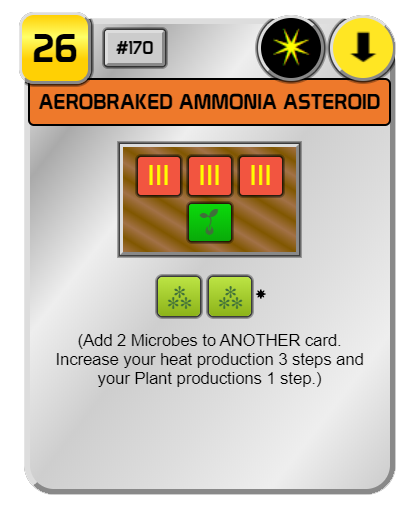 26 #170
AEROBRAKED AMMONIA ASTEROID
(Add 2 Microbes to ANOTHER card.
Increase your heat production 3 steps and
your Plant productions 1 step.)